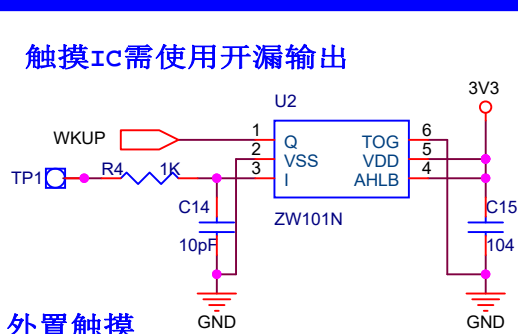 触摸IC需使用开漏输出
U2
3V3
WKUP
1 Q TOG 6
2 VSS VDD 5
3 I AHLB 4
TP1 R4 1K
ZW101N
C14
10pF
C15
104
GND
GND
外置触摸